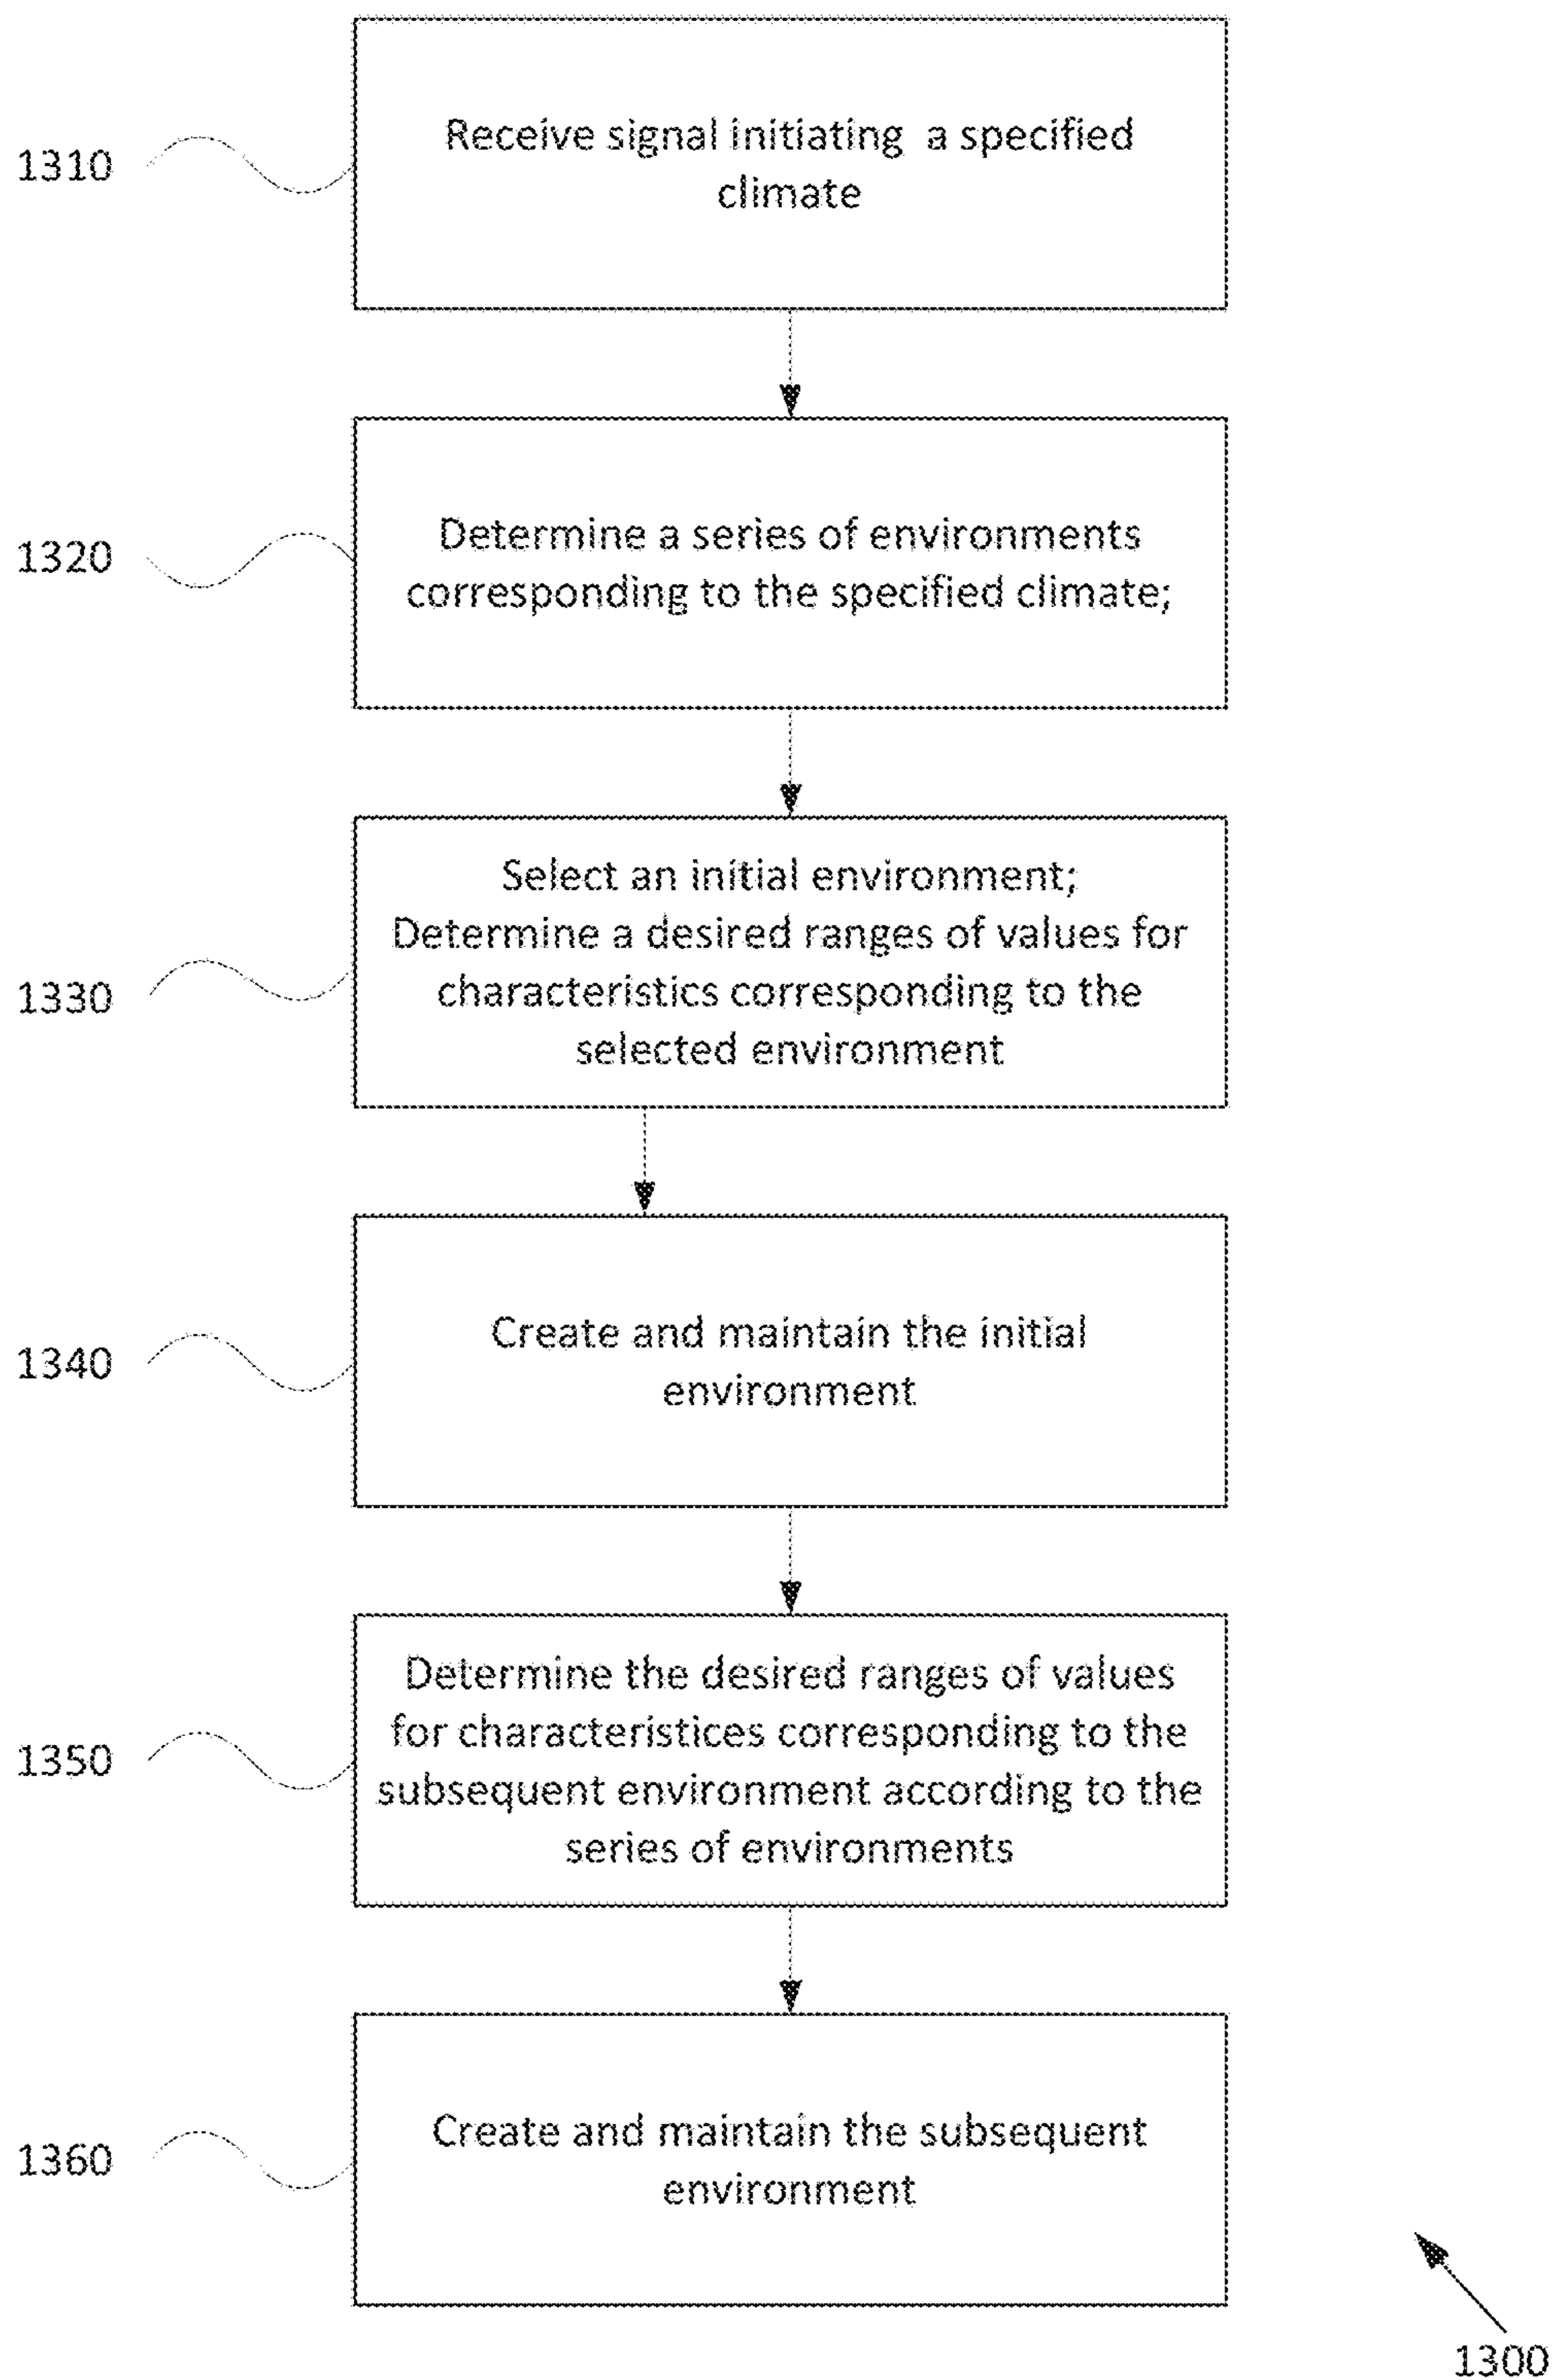 1310
Receive signal initiating a specified
climate
1320
Determine a series of environments
corresponding to the specified climate;
1330
Select an initial environment;
Determine a desired ranges of values for
characteristics corresponding to the
selected environment
1340
Create and maintain the initial
environment
1350
Determine the desired ranges of values
for characteristices corresponding to the
subsequent environment according to the
series of environments
1360
Create and maintain the subsequent
environment
1300